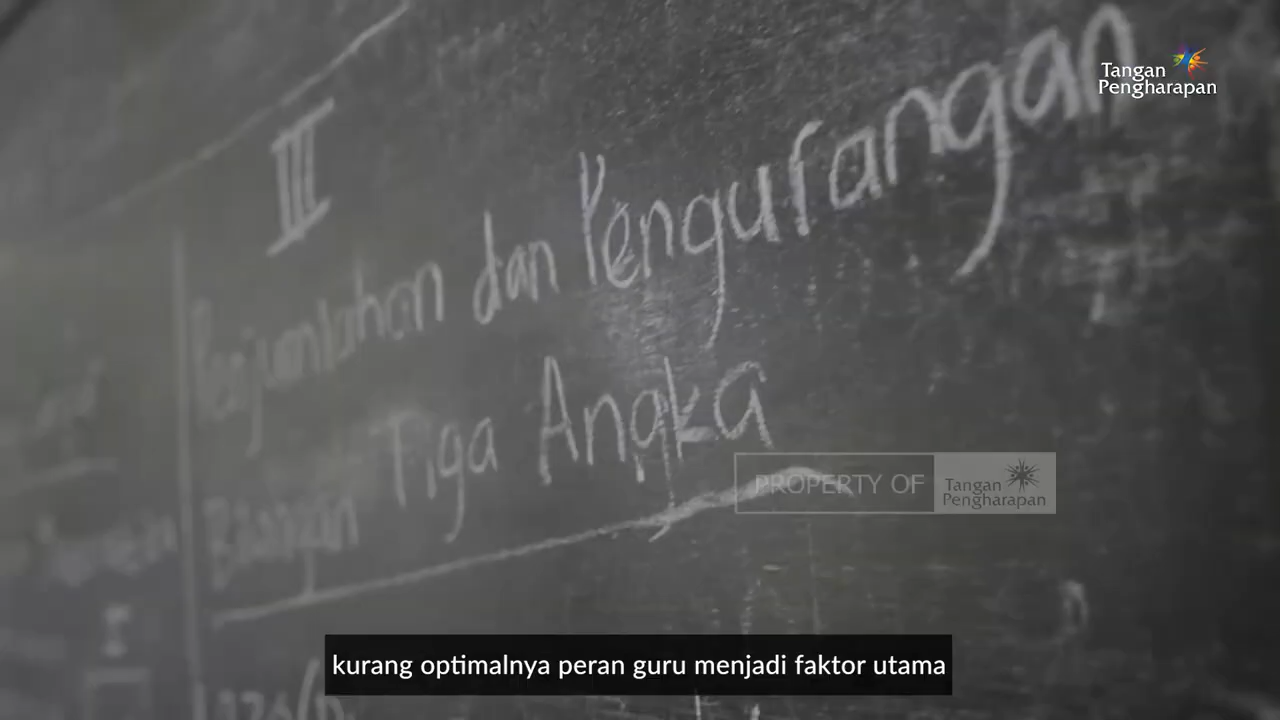 Tangan
Pengharapan
III
Penjumlahan dan Pengurangan
Bilangan Tiga Angka
PROPERTY OF Tangan
Pengharapan
kurang optimalnya peran guru menjadi faktor utama